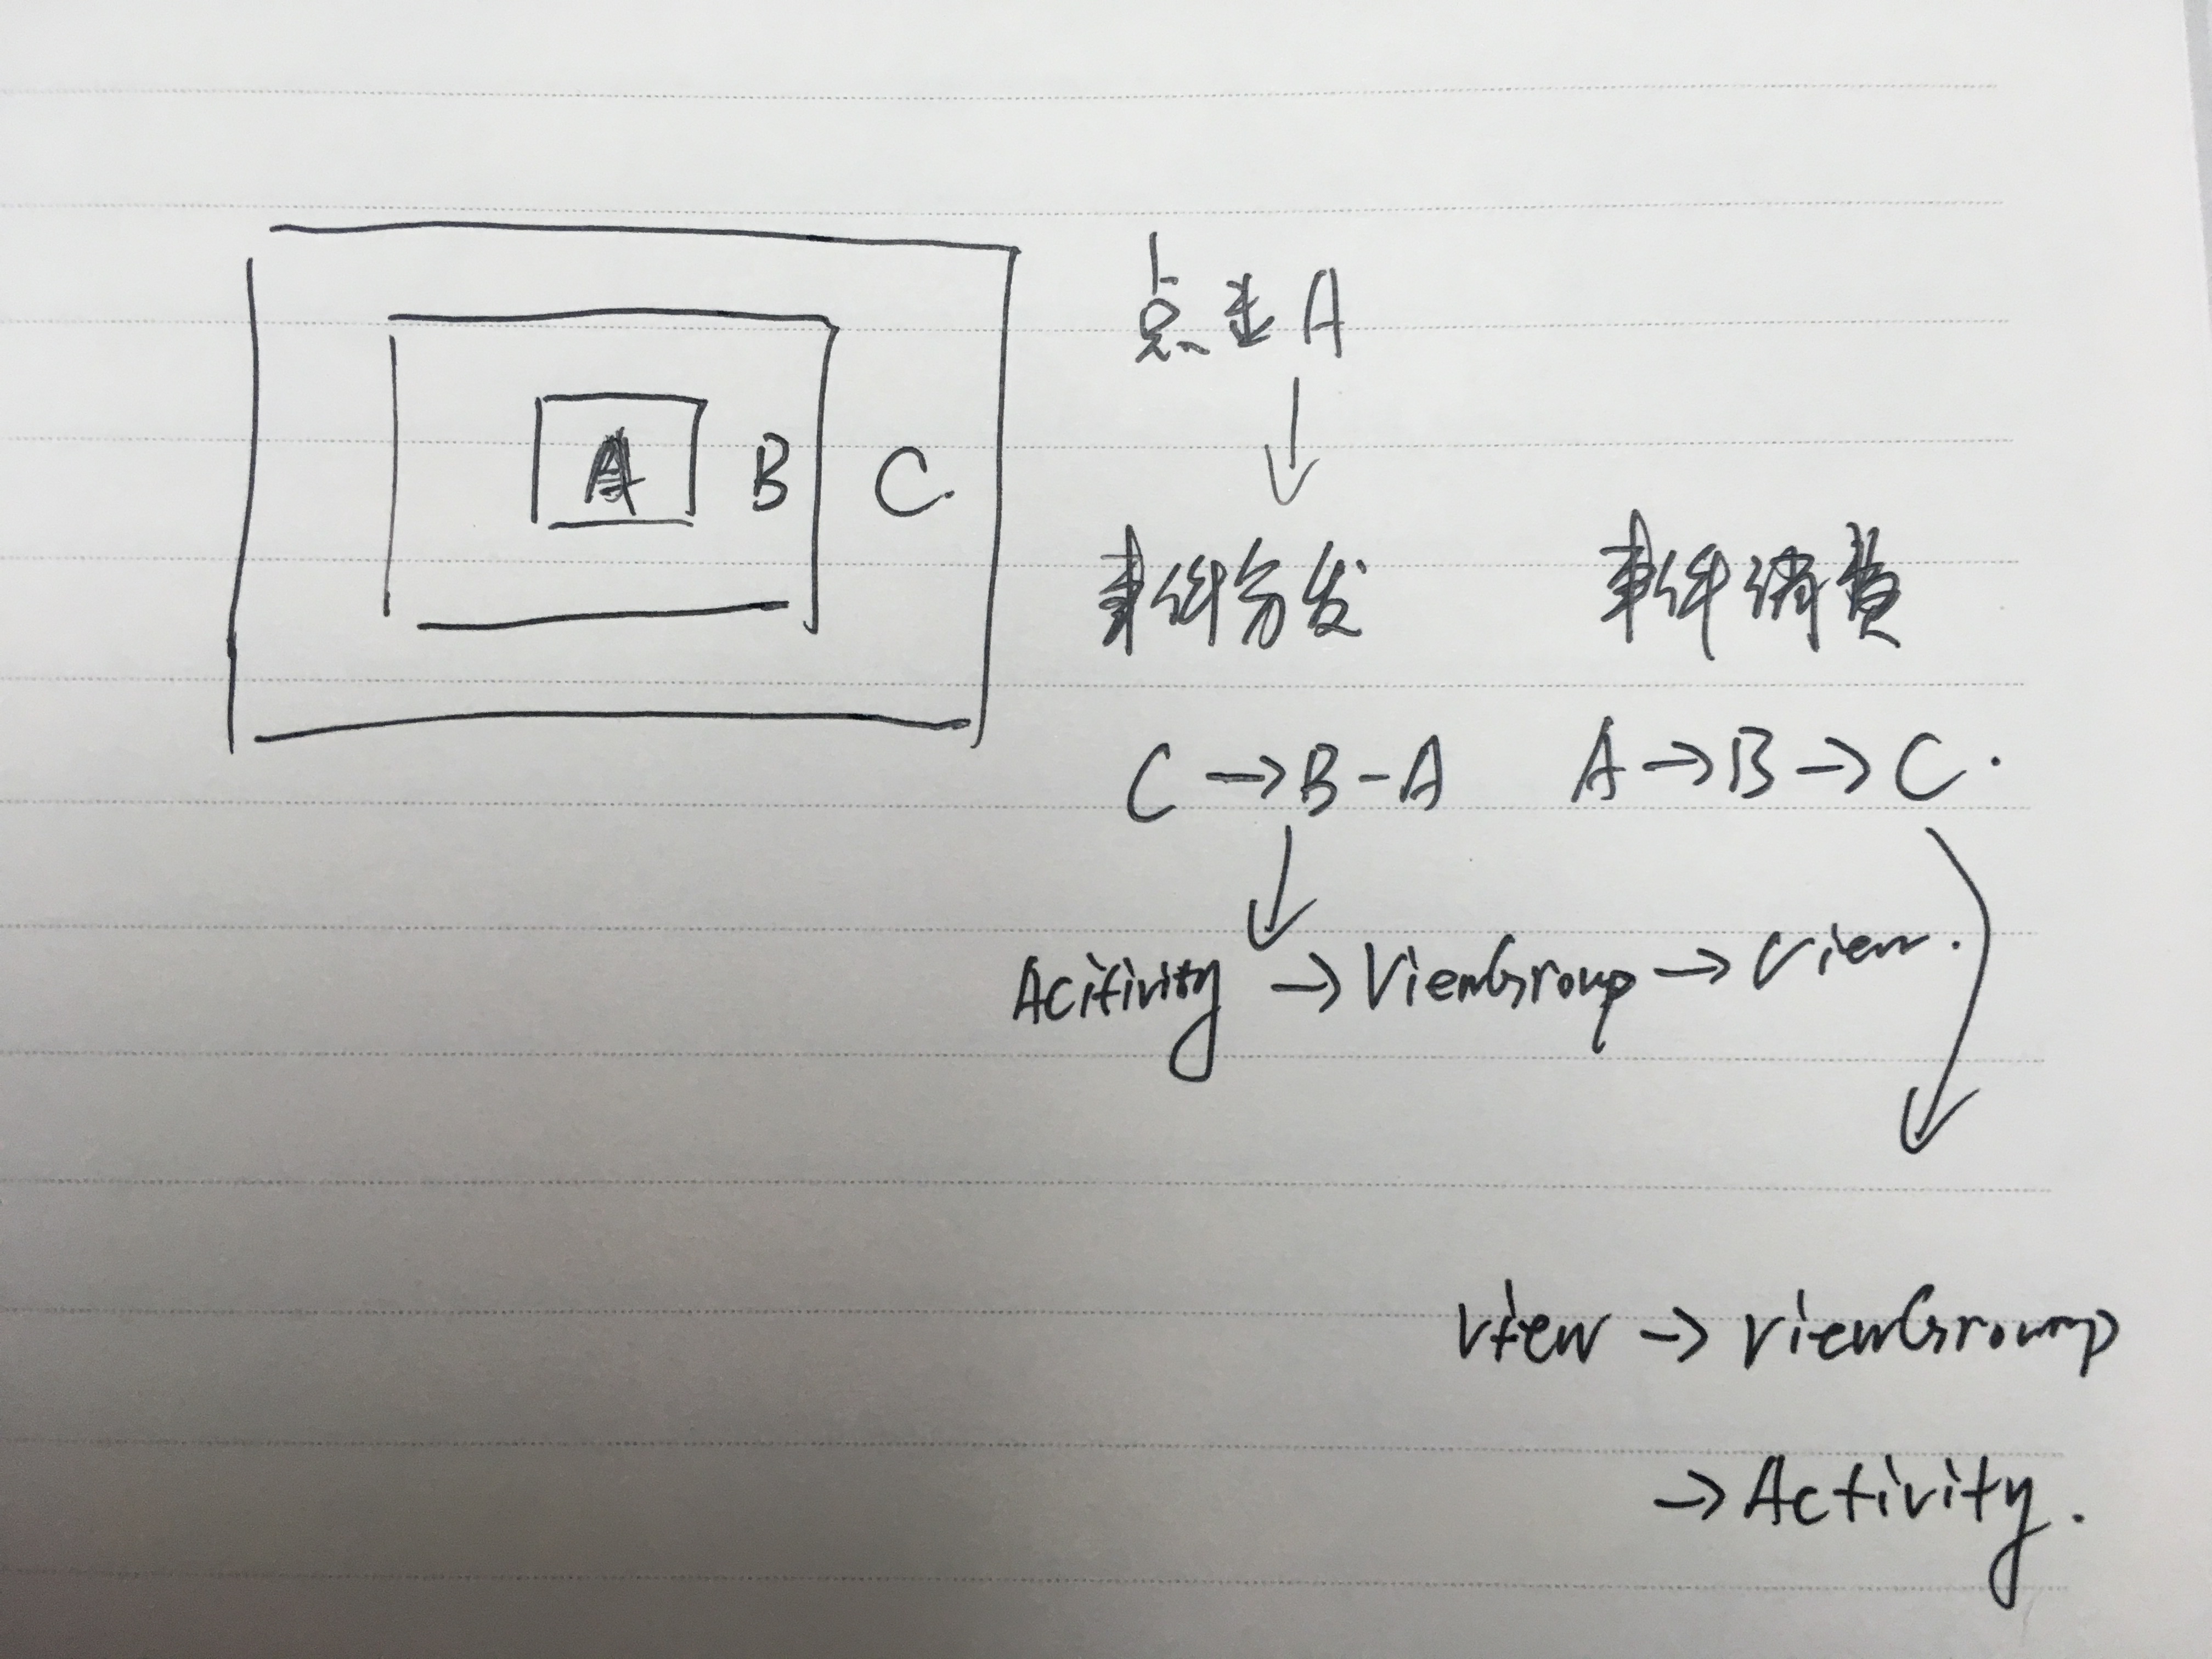 A B C.
点击A
事件分发 事件消费
C→B-A A→B→C.
Acitivity→ViewGroup→View.
View→ViewGroup
→Activity.